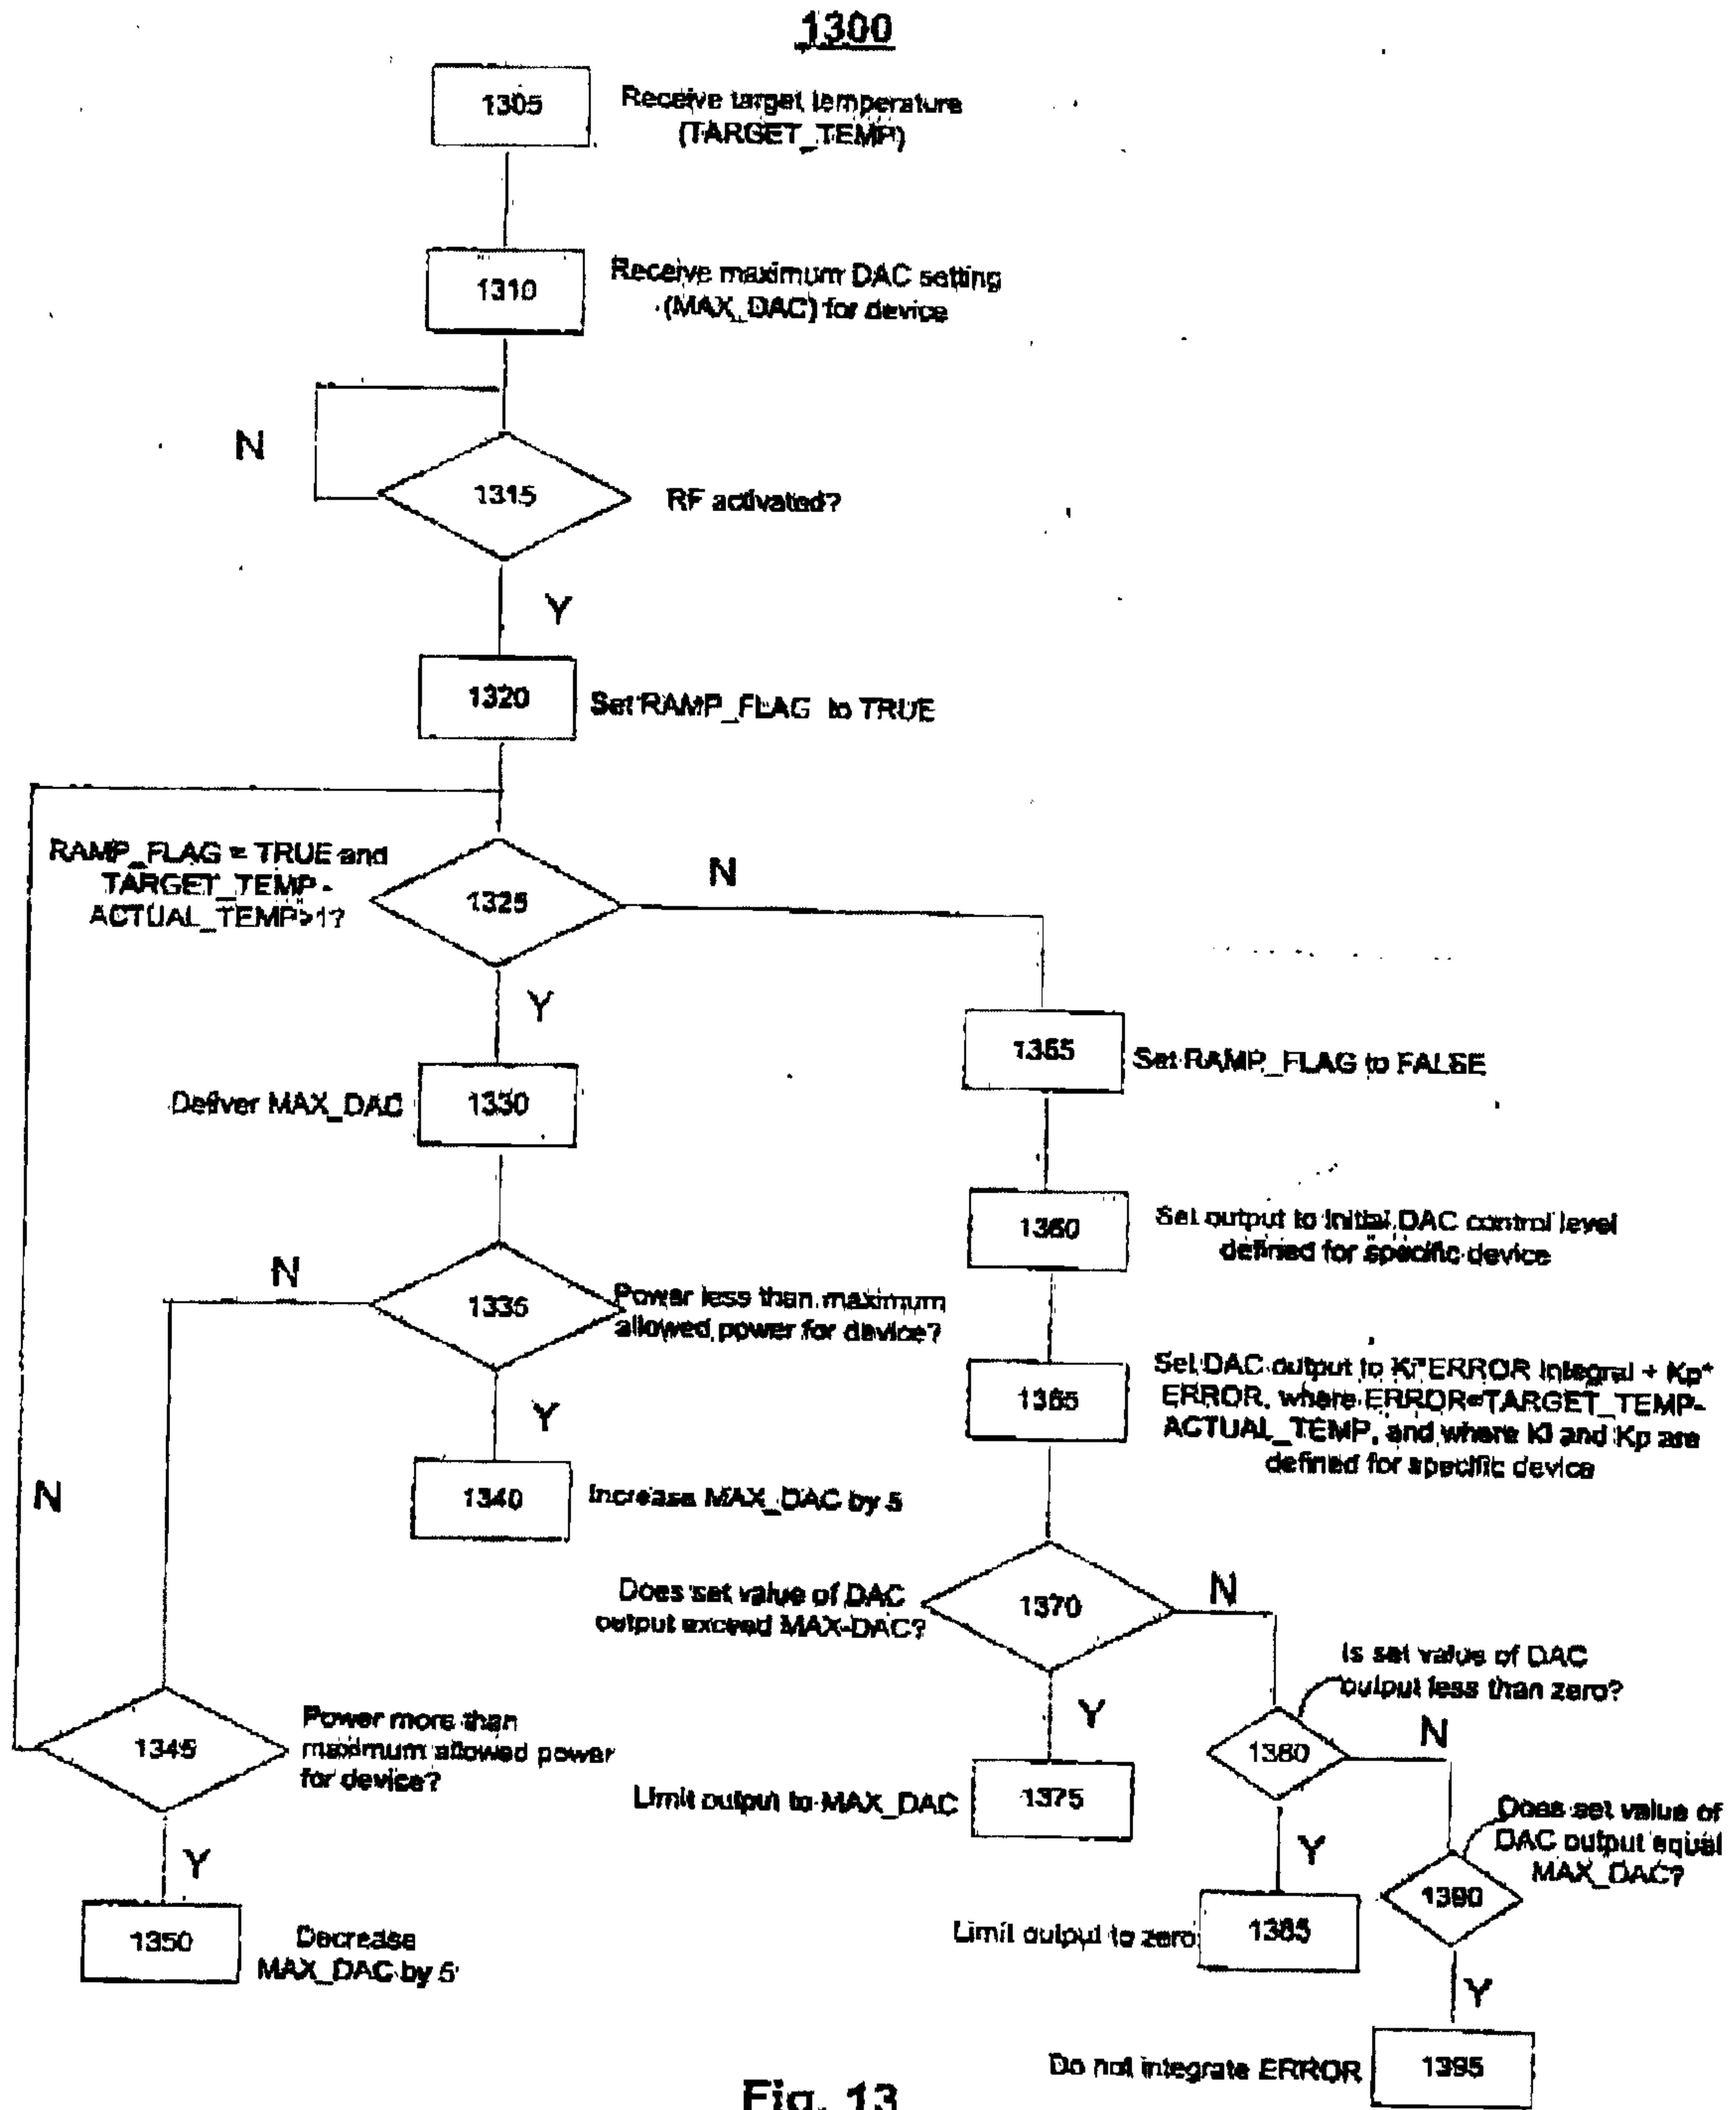 1300
1305
Receive target temperature
(TARGET_TEMP)
1310
Receive maximum DAC setting
(MAX_DAC) for device
N
1315
RF activated?
Y
1320
Set RAMP_FLAG to TRUE
RAMP_FLAG = TRUE and
TARGET_TEMP -
ACTUAL_TEMP>1?
1325
N
Y
1355
Set RAMP_FLAG to FALSE
Deliver MAX_DAC
1330
1360
Set output to initial DAC control level
defined for specific device
N
1335
Power less than maximum
allowed power for device?
1365
Set DAC output to Ki*ERROR Integral + Kp*
ERROR, where ERROR=TARGET_TEMP-
ACTUAL_TEMP, and where Ki and Kp are
defined for specific device
Y
N
1340
Increase MAX_DAC by 5
Does set value of DAC
output exceed MAX-DAC?
1370
N
Is set value of DAC
output less than zero?
Y
1345
Power more than
maximum allowed power
for device?
1380
N
Limit output to MAX_DAC
1375
Does set value of
DAC output equal
MAX_DAC?
Y
Y
1390
1350
Decrease
MAX_DAC by 5
Limit output to zero
1385
Y
Do not integrate ERROR
1395
Fig. 13